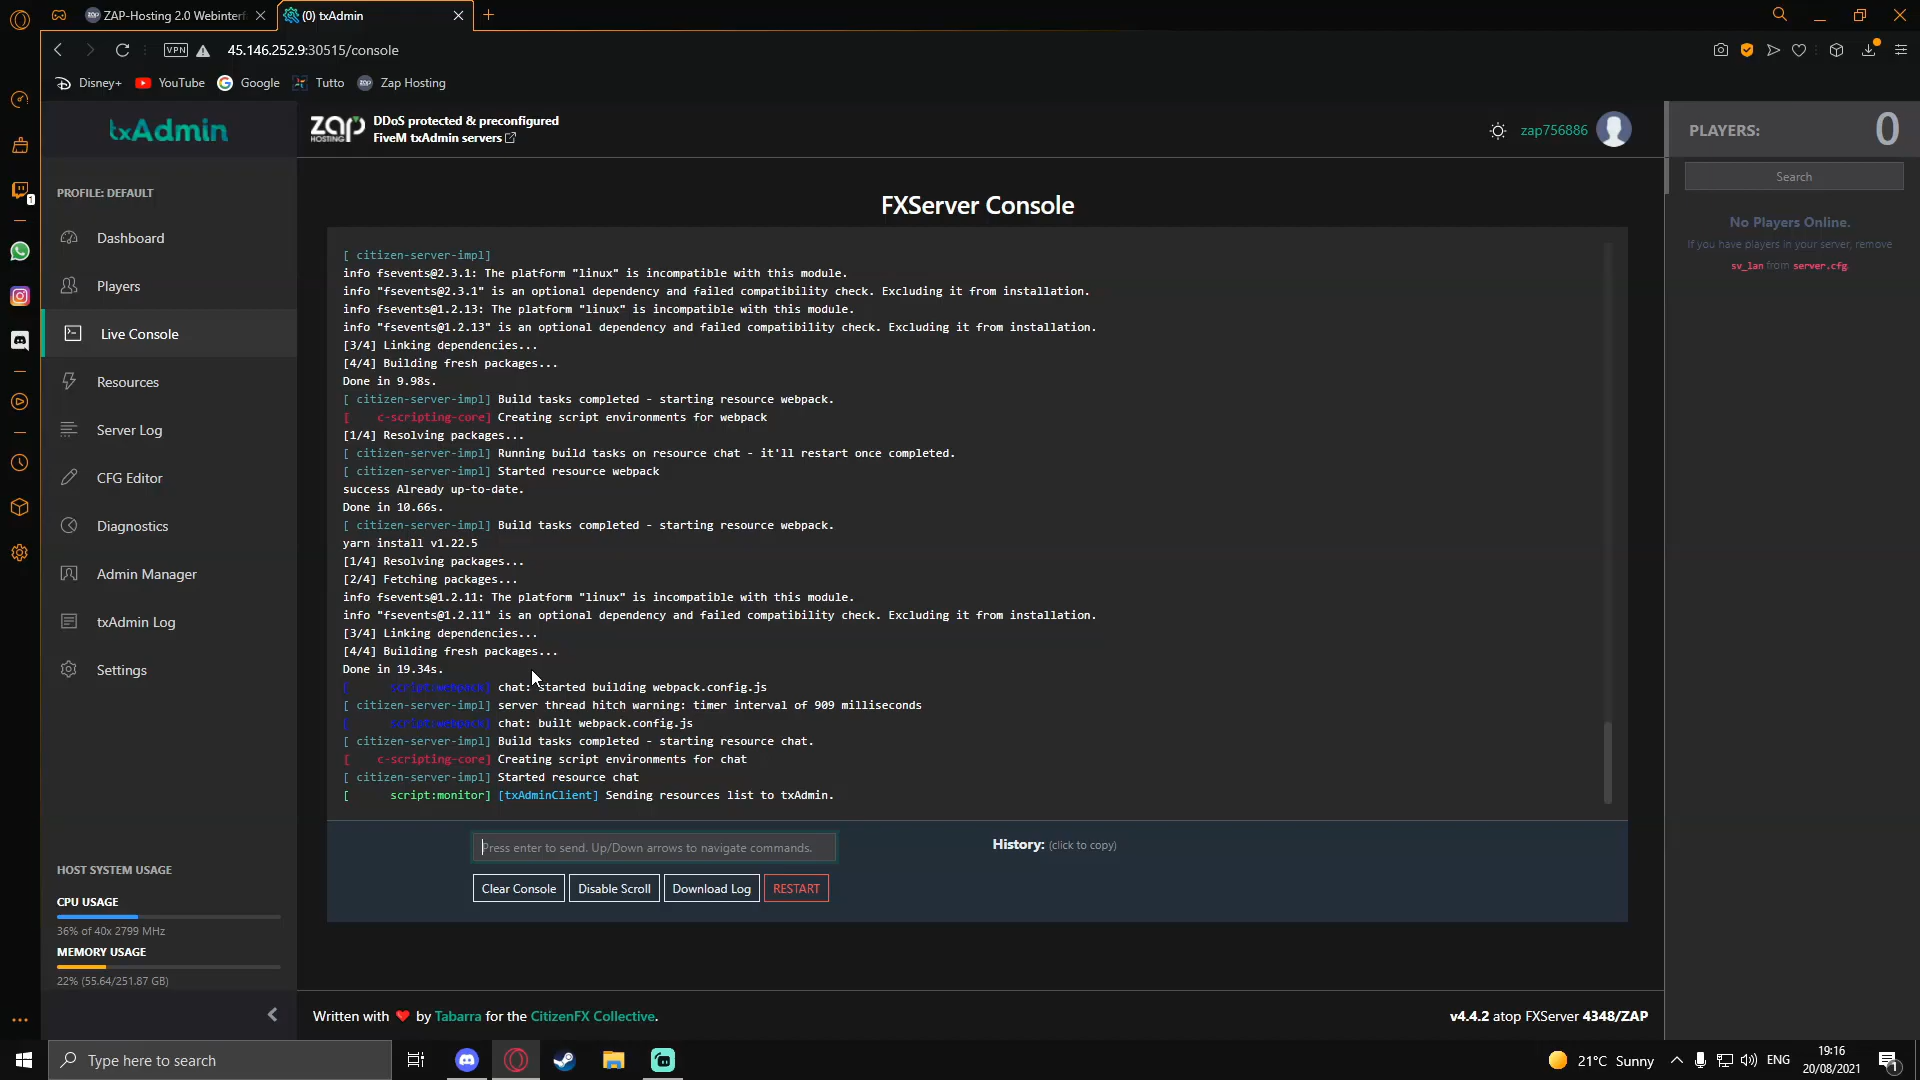 ZAP-Hosting 2.0 Webinterf
(0) txAdmin
VPN
45.146.252.9:30515/console
Disney+
YouTube
Google
Tutto
Zap Hosting
txAdmin
PROFILE: DEFAULT
Dashboard
Players
Live Console
Resources
Server Log
CFG Editor
Diagnostics
Admin Manager
txAdmin Log
Settings
HOST SYSTEM USAGE
CPU USAGE
36% of 40x 2799 MHz
MEMORY USAGE
22% (55.64/251.87 GB)
zap HOSTING
DDoS protected & preconfigured
FiveM txAdmin servers
zap756886
FXServer Console
[ citizen-server-impl]
info fsevents@2.3.1: The platform "linux" is incompatible with this module.
info "fsevents@2.3.1" is an optional dependency and failed compatibility check. Excluding it from installation.
info fsevents@1.2.13: The platform "linux" is incompatible with this module.
info "fsevents@1.2.13" is an optional dependency and failed compatibility check. Excluding it from installation.
[3/4] Linking dependencies...
[4/4] Building fresh packages...
Done in 9.98s.
[ citizen-server-impl] Build tasks completed - starting resource webpack.
[    c-scripting-core] Creating script environments for webpack
[1/4] Resolving packages...
[ citizen-server-impl] Running build tasks on resource chat - it'll restart once completed.
[ citizen-server-impl] Started resource webpack
success Already up-to-date.
Done in 10.66s.
[ citizen-server-impl] Build tasks completed - starting resource webpack.
yarn install v1.22.5
[1/4] Resolving packages...
[2/4] Fetching packages...
info fsevents@1.2.11: The platform "linux" is incompatible with this module.
info "fsevents@1.2.11" is an optional dependency and failed compatibility check. Excluding it from installation.
[3/4] Linking dependencies...
[4/4] Building fresh packages...
Done in 19.34s.
[      script:webpack] chat: started building webpack.config.js
[ citizen-server-impl] server thread hitch warning: timer interval of 909 milliseconds
[      script:webpack] chat: built webpack.config.js
[ citizen-server-impl] Build tasks completed - starting resource chat.
[    c-scripting-core] Creating script environments for chat
[ citizen-server-impl] Started resource chat
[      script:monitor] [txAdminClient] Sending resources list to txAdmin.
Press enter to send. Up/Down arrows to navigate commands.
History: (click to copy)
Clear Console
Disable Scroll
Download Log
RESTART
Written with ❤ by Tabarra for the CitizenFX Collective.
v4.4.2 atop FXServer 4348/ZAP
PLAYERS: 0
Search
No Players Online.
If you have players in your server, remove
sv_lan from server.cfg.
Type here to search
21°C Sunny
ENG
19:16
20/08/2021
1
1